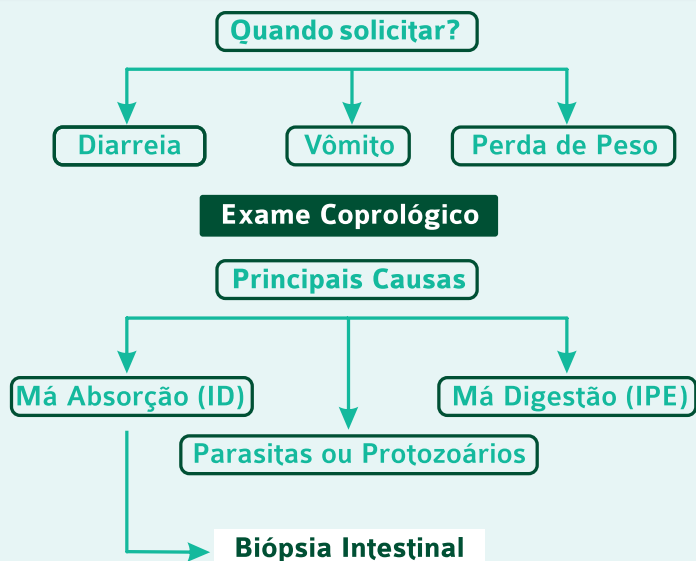 Quando solicitar?
Diarreia
Vômito
Perda de Peso
Exame Coprológico
Principais Causas
Má Absorção (ID)
Má Digestão (IPE)
Parasitas ou Protozoários
Biópsia Intestinal